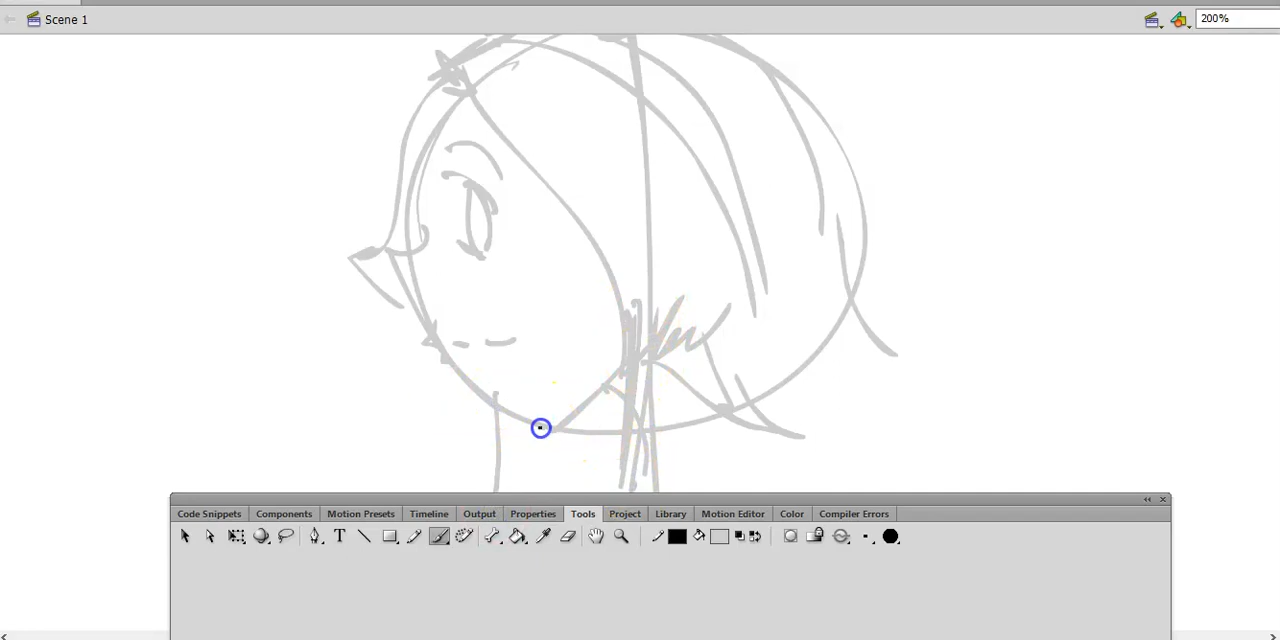 Scene 1
200%
Code Snippets Components Motion Presets Timeline Output Properties Tools Project Library Motion Editor Color Compiler Errors
T